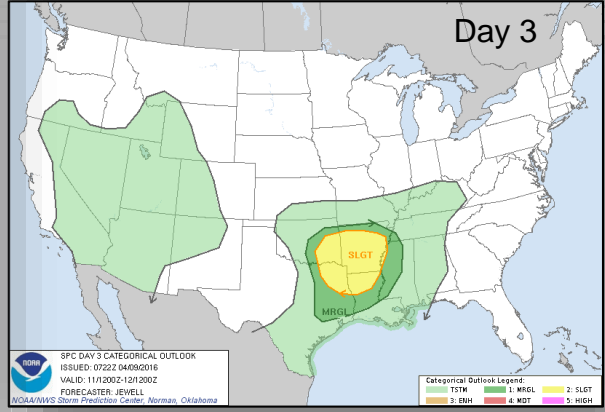 Day 3
SLGT
MRGL
NOAA
SPC DAY 3 CATEGORICAL OUTLOOK
ISSUED: 0722Z 04/09/2016
VALID: 11/1200Z-12/1200Z
FORECASTER: JEWELL
NOAA/NWS Storm Prediction Center, Norman, Oklahoma
Categorical Outlook Legend:
TSTM 1: MRGL 2: SLGT
3: ENH 4: MDT 5: HIGH